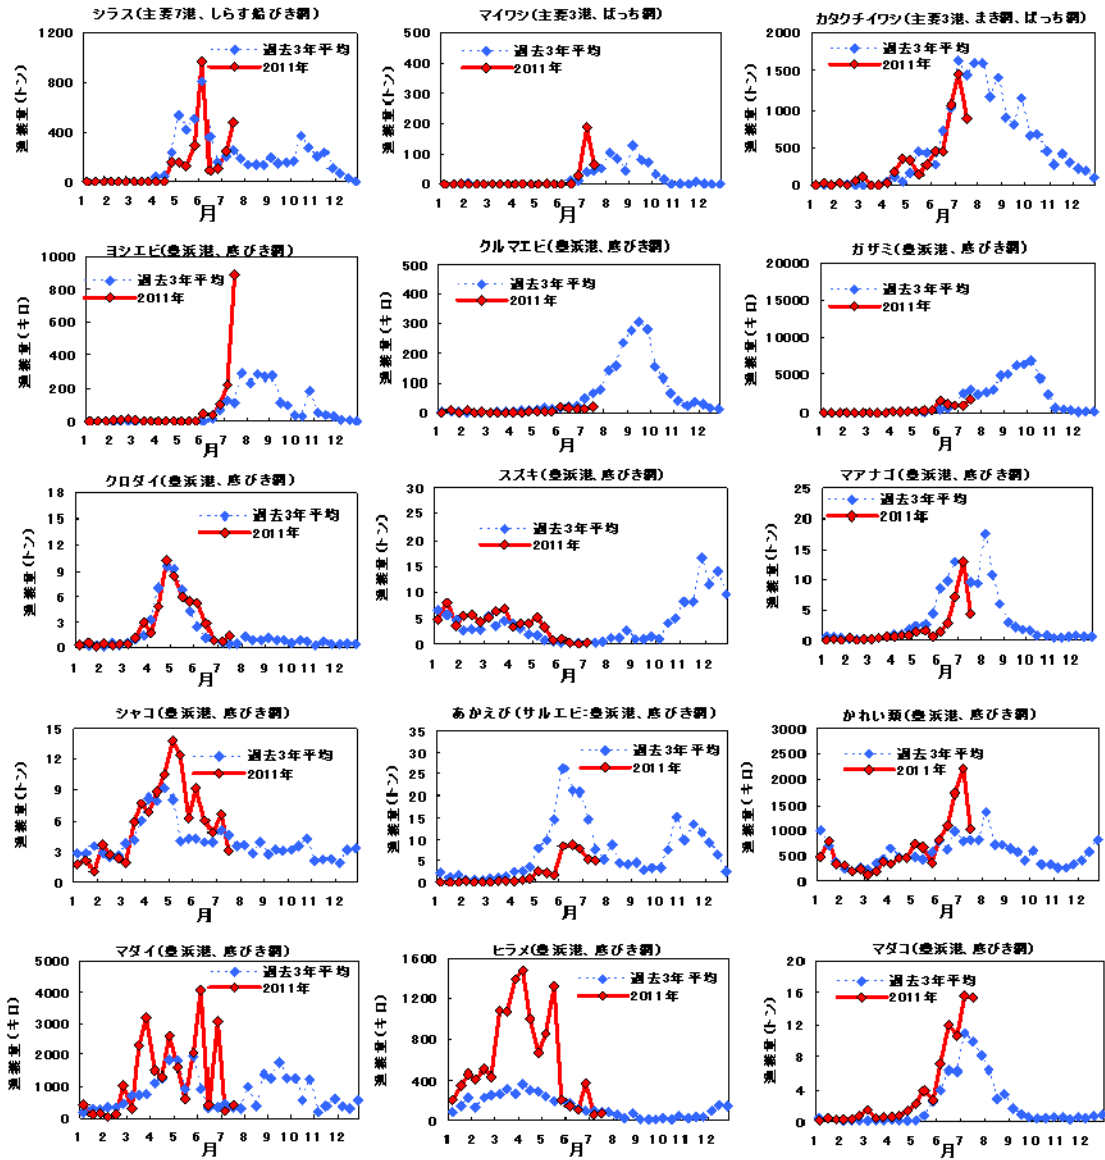 シラス(主要7港、しらす船びき網)
漁獲量(トン)
1200
800
400
0
過去3年平均
2011年
1 2 3 4 5 6 7 8 9 10 11 12
月
マイワシ(主要3港、ばっち網)
漁獲量(トン)
500
400
300
200
100
0
過去3年平均
2011年
1 2 3 4 5 6 7 8 9 10 11 12
月
カタクチイワシ(主要3港、まき網、ばっち網)
漁獲量(トン)
2000
1500
1000
500
0
過去3年平均
2011年
1 2 3 4 5 6 7 8 9 10 11 12
月
ヨシエビ(豊浜港、底びき網)
漁獲量(キロ)
1000
800
600
400
200
0
過去3年平均
2011年
1 2 3 4 5 6 7 8 9 10 11 12
月
クルマエビ(豊浜港、底びき網)
漁獲量(キロ)
500
400
300
200
100
0
過去3年平均
2011年
1 2 3 4 5 6 7 8 9 10 11 12
月
ガザミ(豊浜港、底びき網)
漁獲量(キロ)
20000
15000
10000
5000
0
過去3年平均
2011年
1 2 3 4 5 6 7 8 9 10 11 12
月
クロダイ(豊浜港、底びき網)
漁獲量(トン)
18
15
12
9
6
3
0
過去3年平均
2011年
1 2 3 4 5 6 7 8 9 10 11 12
月
スズキ(豊浜港、底びき網)
漁獲量(トン)
30
25
20
15
10
5
0
過去3年平均
2011年
1 2 3 4 5 6 7 8 9 10 11 12
月
マアナゴ(豊浜港、底びき網)
漁獲量(トン)
25
20
15
10
5
0
過去3年平均
2011年
1 2 3 4 5 6 7 8 9 10 11 12
月
シャコ(豊浜港、底びき網)
漁獲量(トン)
15
12
9
6
3
0
過去3年平均
2011年
1 2 3 4 5 6 7 8 9 10 11 12
月
あかえび(サルエビ:豊浜港、底びき網)
漁獲量(トン)
35
30
25
20
15
10
5
0
過去3年平均
2011年
1 2 3 4 5 6 7 8 9 10 11 12
月
かれい類(豊浜港、底びき網)
漁獲量(キロ)
3000
2500
2000
1500
1000
500
0
過去3年平均
2011年
1 2 3 4 5 6 7 8 9 10 11 12
月
マダイ(豊浜港、底びき網)
漁獲量(キロ)
5000
4000
3000
2000
1000
0
過去3年平均
2011年
1 2 3 4 5 6 7 8 9 10 11 12
月
ヒラメ(豊浜港、底びき網)
漁獲量(キロ)
1600
1200
800
400
0
過去3年平均
2011年
1 2 3 4 5 6 7 8 9 10 11 12
月
マダコ(豊浜港、底びき網)
漁獲量(トン)
20
16
12
8
4
0
過去3年平均
2011年
1 2 3 4 5 6 7 8 9 10 11 12
月